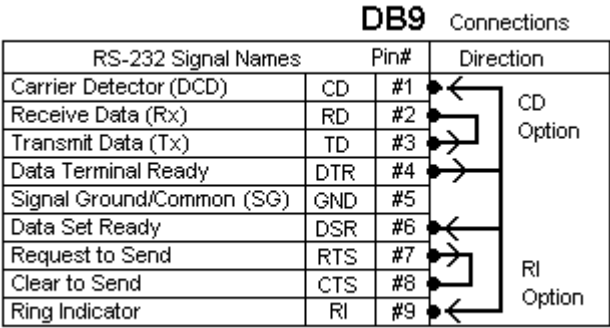 DB9 Connections
RS-232 Signal Names Pin# Direction
Carrier Detector (DCD) CD #1
CD
Receive Data (Rx) RD #2
Option
Transmit Data (Tx) TD #3
Data Terminal Ready DTR #4
Signal Ground/Common (SG) GND #5
Data Set Ready DSR #6
Request to Send RTS #7
RI
Clear to Send CTS #8
Option
Ring Indicator RI #9